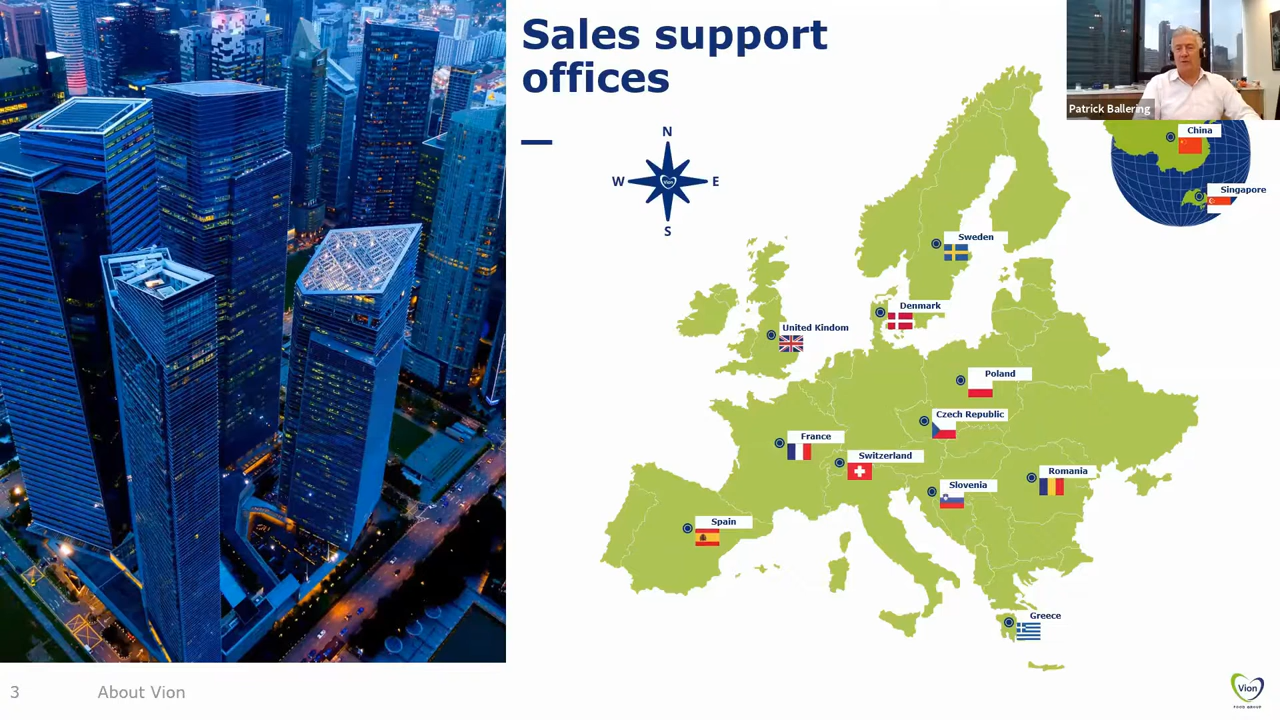 Sales support
offices
Patrick Ballering
N
W
E
S
China
Singapore
Sweden
Denmark
United Kindom
Poland
Czech Republic
France
Switzerland
Romania
Slovenia
Spain
Greece
3
About Vion
Vion
FOOD GROUP